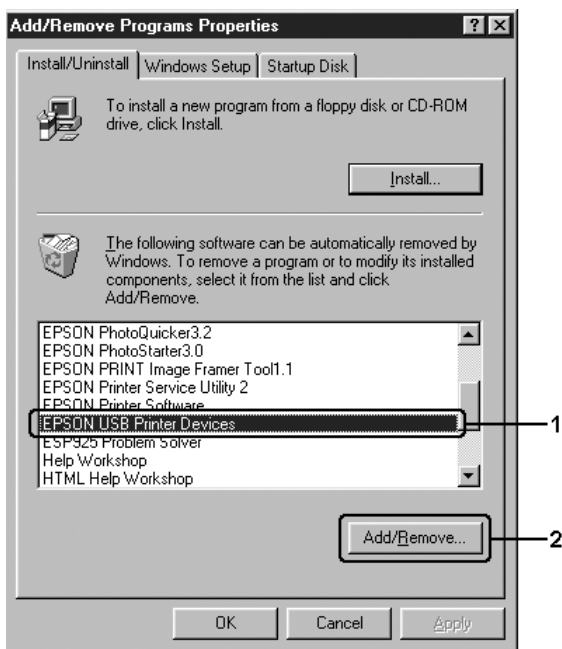 Add/Remove Programs Properties
Install/Uninstall Windows Setup Startup Disk
To install a new program from a floppy disk or CD-ROM
drive, click Install.
Install...
The following software can be automatically removed by
Windows. To remove a program or to modify its installed
components, select it from the list and click
Add/Remove.
EPSON PhotoQuicker3.2
EPSON PhotoStarter3.0
EPSON PRINT Image Framer Tool1.1
EPSON Printer Service Utility 2
EPSON Printer Software
EPSON USB Printer Devices
1
ESP925 Problem Solver
Help Workshop
HTML Help Workshop
Add/Remove...
2
OK Cancel Apply